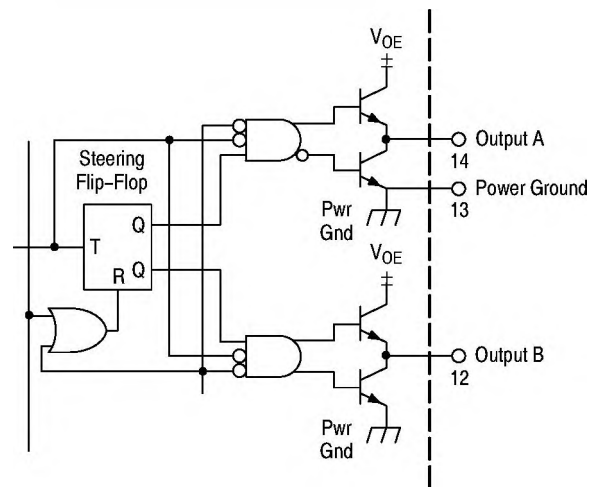 VOE
Output A
14
Power Ground
13
Pwr
Gnd
Steering
Flip-Flop
Q
T
R Q
VOE
Output B
12
Pwr
Gnd